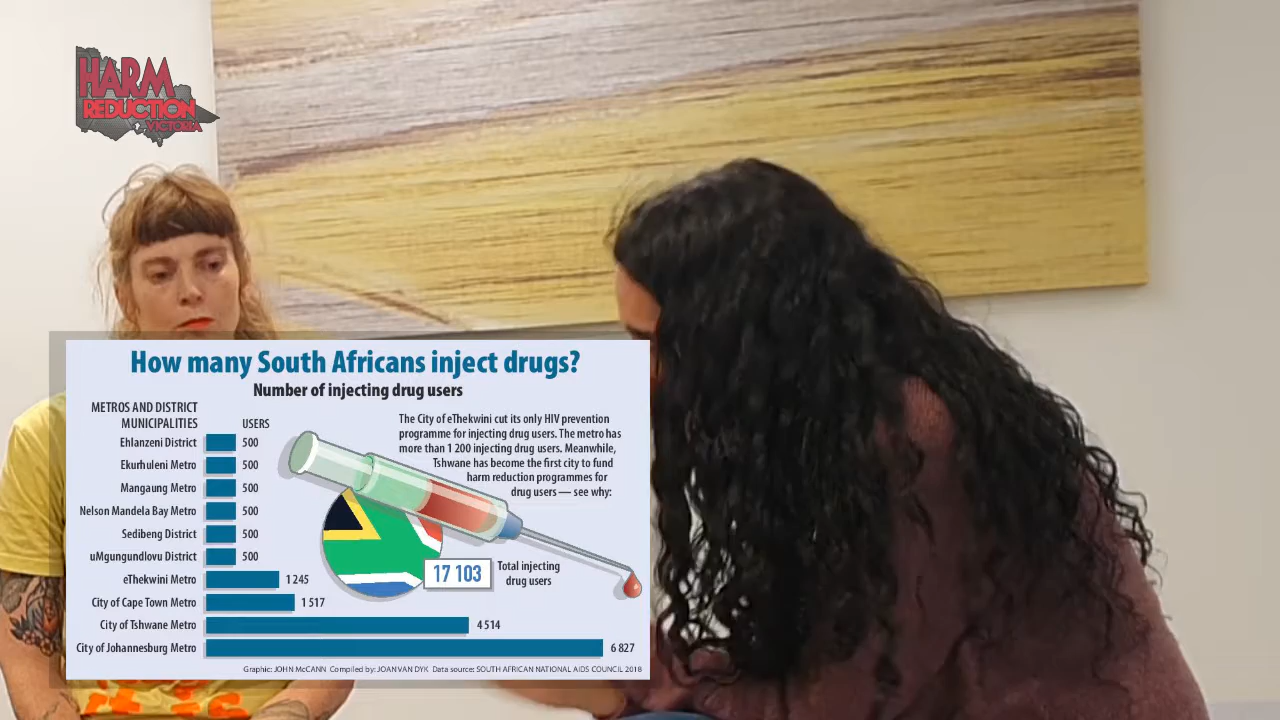 HARM
REDUCTION
VICTORIA
How many South Africans inject drugs?
Number of injecting drug users
METROS AND DISTRICT
MUNICIPALITIES USERS
Ehlanzeni District 500
Ekurhuleni Metro 500
Mangaung Metro 500
Nelson Mandela Bay Metro 500
Sedibeng District 500
uMgungundlovu District 500
eThekwini Metro 1 245
City of Cape Town Metro 1 517
City of Tshwane Metro 4 514
City of Johannesburg Metro 6 827
The City of eThekwini cut its only HIV prevention
programme for injecting drug users. The metro has
more than 1 200 injecting drug users. Meanwhile,
Tshwane has become the first city to fund
harm reduction programmes for
drug users — see why:
17 103
Total injecting
drug users
Graphic: JOHN McCANN Compiled by: JOAN VAN DYK Data source: SOUTH AFRICAN NATIONAL AIDS COUNCIL 2018